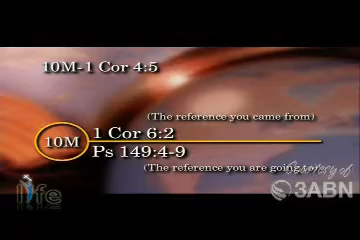 10M-1 Cor 4:5
(The reference you came from)
10M
1 Cor 6:2
Ps 149:4-9
(The reference you are going to)
Courtesy of
3ABN
life